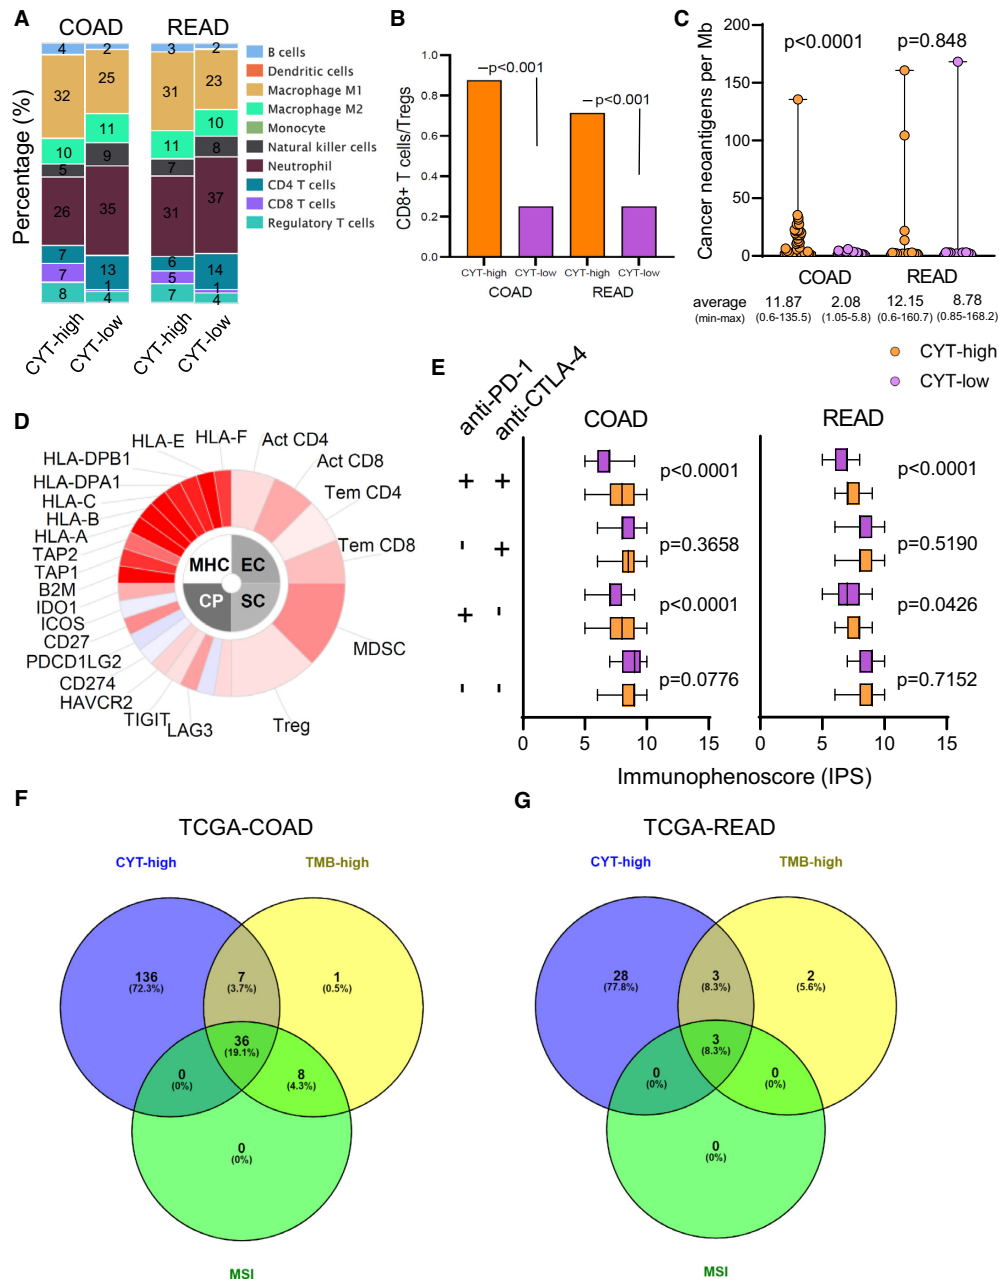 A
COAD READ
Percentage (%)
4 2 3 2
32 25 31 23
10 11 11 10
5 9 7 8
26 35 31 37
7 13 6 14
7 1 5 1
8 4 7 4
CYT-high CYT-low CYT-high CYT-low
B cells
Dendritic cells
Macrophage M1
Macrophage M2
Monocyte
Natural killer cells
Neutrophil
CD4 T cells
CD8 T cells
Regulatory T cells
B
CD8+ T cells/Tregs
1.0
0.8
0.6
0.4
0.2
0.0
p<0.001
p<0.001
CYT-high CYT-low CYT-high CYT-low
COAD READ
C
Cancer neoantigens per Mb
200
150
100
50
0
p<0.0001 p=0.848
COAD READ
average 11.87 2.08 12.15 8.78
(min-max) (0.6-135.5) (1.05-5.8) (0.6-160.7) (0.85-168.2)
CYT-high
CYT-low
D
HLA-E HLA-F Act CD4
HLA-DPB1 Act CD8
HLA-DPA1 Tem CD4
HLA-C
HLA-B
HLA-A Tem CD8
TAP2
TAP1
B2M
IDO1
ICOS
CD27
PDCD1LG2
CD274
HAVCR2
TIGIT
LAG3
Treg
MDSC
MHC EC
CP SC
E
anti-PD-1
anti-CTLA-4
COAD READ
+ + p<0.0001 p<0.0001
- + p=0.3658 p=0.5190
+ - p<0.0001 p=0.0426
- - p=0.0776 p=0.7152
0 5 10 15 0 5 10 15
Immunophenoscore (IPS)
F
TCGA-COAD
CYT-high TMB-high
136 7 1
(72.3%) (3.7%) (0.5%)
36
(19.1%)
0 8
(0%) (4.3%)
0
(0%)
MSI
G
TCGA-READ
CYT-high TMB-high
28 3 2
(77.8%) (8.3%) (5.6%)
3
(8.3%)
0 0
(0%) (0%)
0
(0%)
MSI